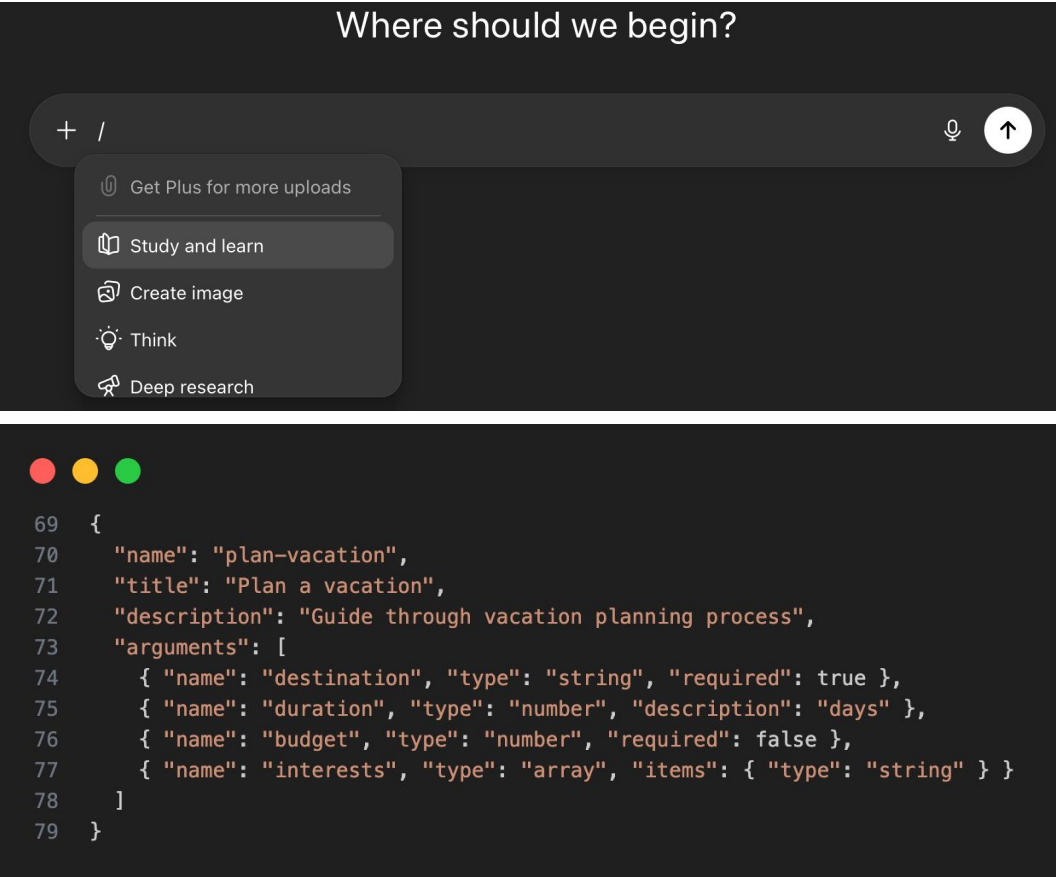 Where should we begin?
/
Get Plus for more uploads
Study and learn
Create image
Think
Deep research
69 {
70 "name": "plan-vacation",
71 "title": "Plan a vacation",
72 "description": "Guide through vacation planning process",
73 "arguments": [
74 { "name": "destination", "type": "string", "required": true },
75 { "name": "duration", "type": "number", "description": "days" },
76 { "name": "budget", "type": "number", "required": false },
77 { "name": "interests", "type": "array", "items": { "type": "string" } }
78 ]
79 }